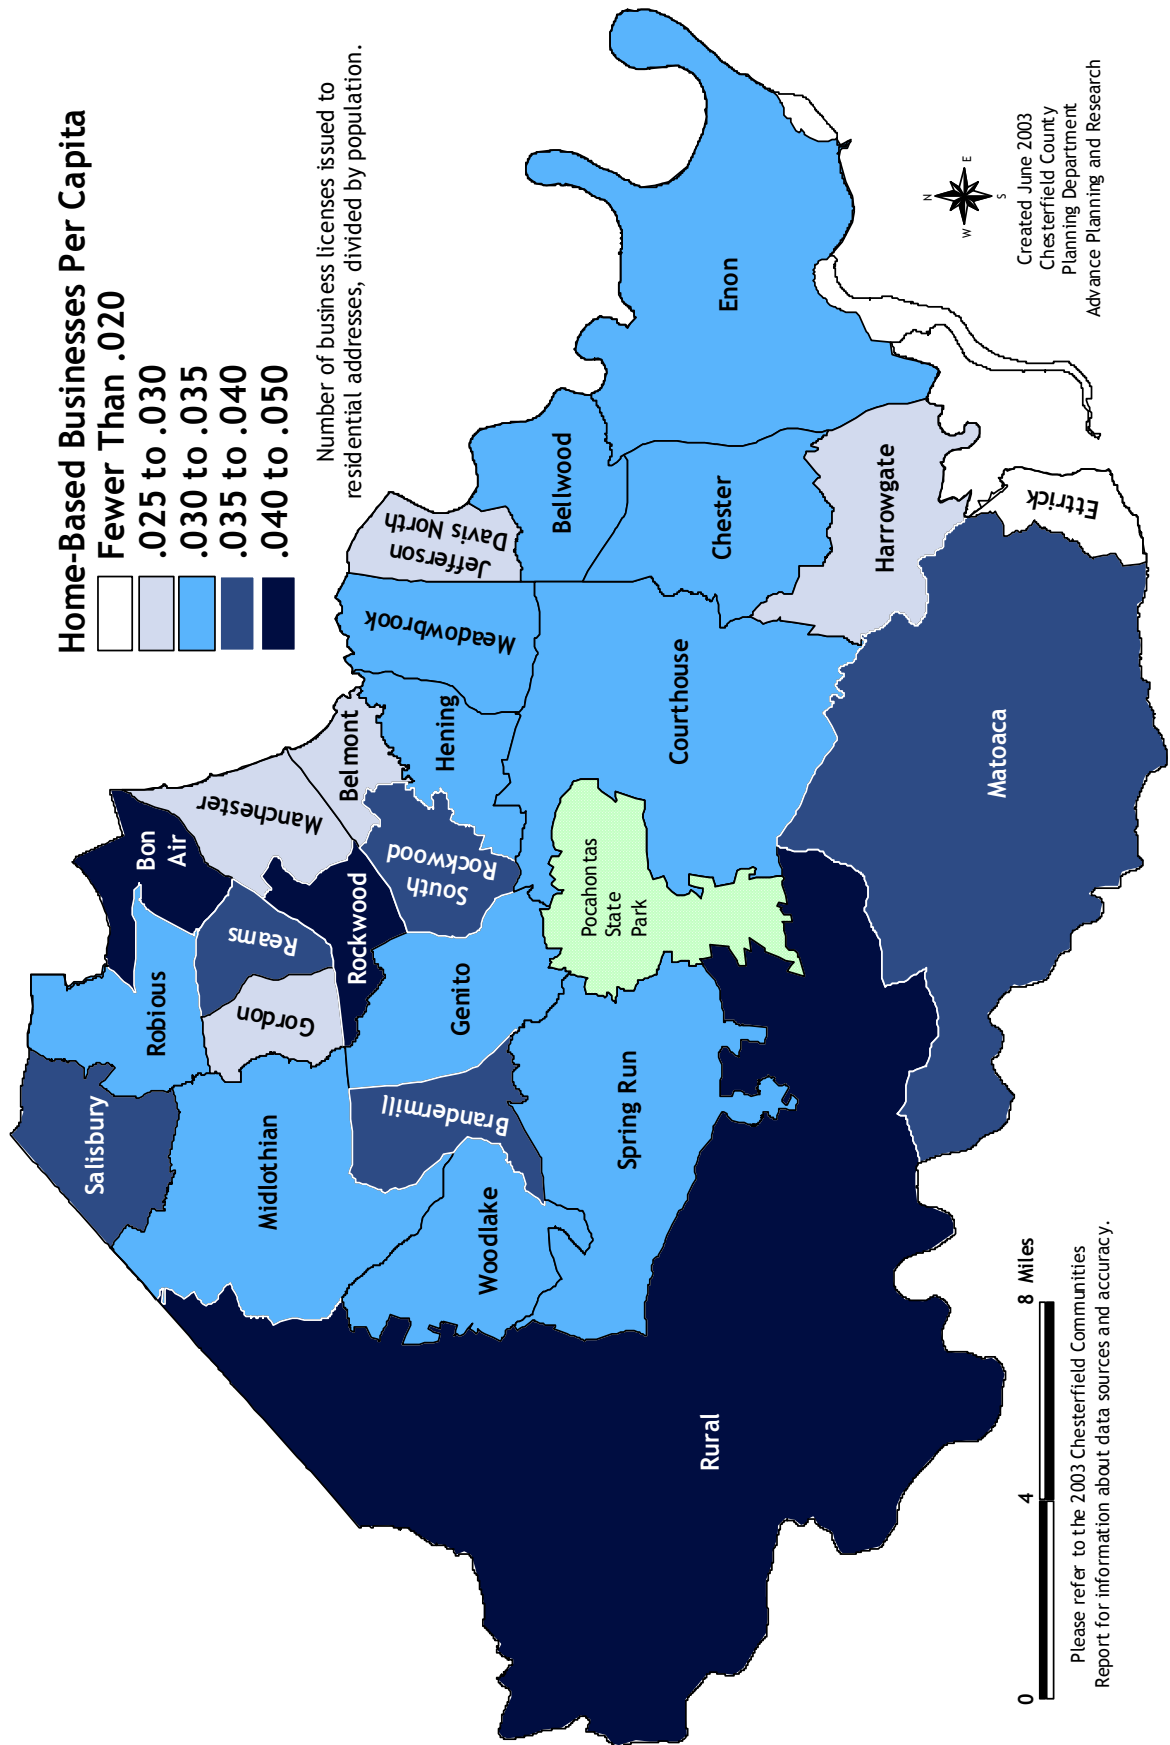 Home-Based Businesses Per Capita
Fewer Than .020
.025 to .030
.030 to .035
.035 to .040
.040 to .050
Number of business licenses issued to
residential addresses, divided by population.
Salisbury
Robious
Bon
Air
Midlothian
Gordon
Reams
Manchester
Rockwood
Belmont
Woodlake
Brandermill
Genito
South
Rockwood
Hening
Meadowbrook
Jefferson
Davis North
Spring Run
Pocahontas
State
Park
Courthouse
Bellwood
Chester
Enon
Harrowgate
Ettrick
Matoaca
Rural
N
W
E
S
Created June 2003
Chesterfield County
Planning Department
Advance Planning and Research
0
4
8 Miles
Please refer to the 2003 Chesterfield Communities
Report for information about data sources and accuracy.